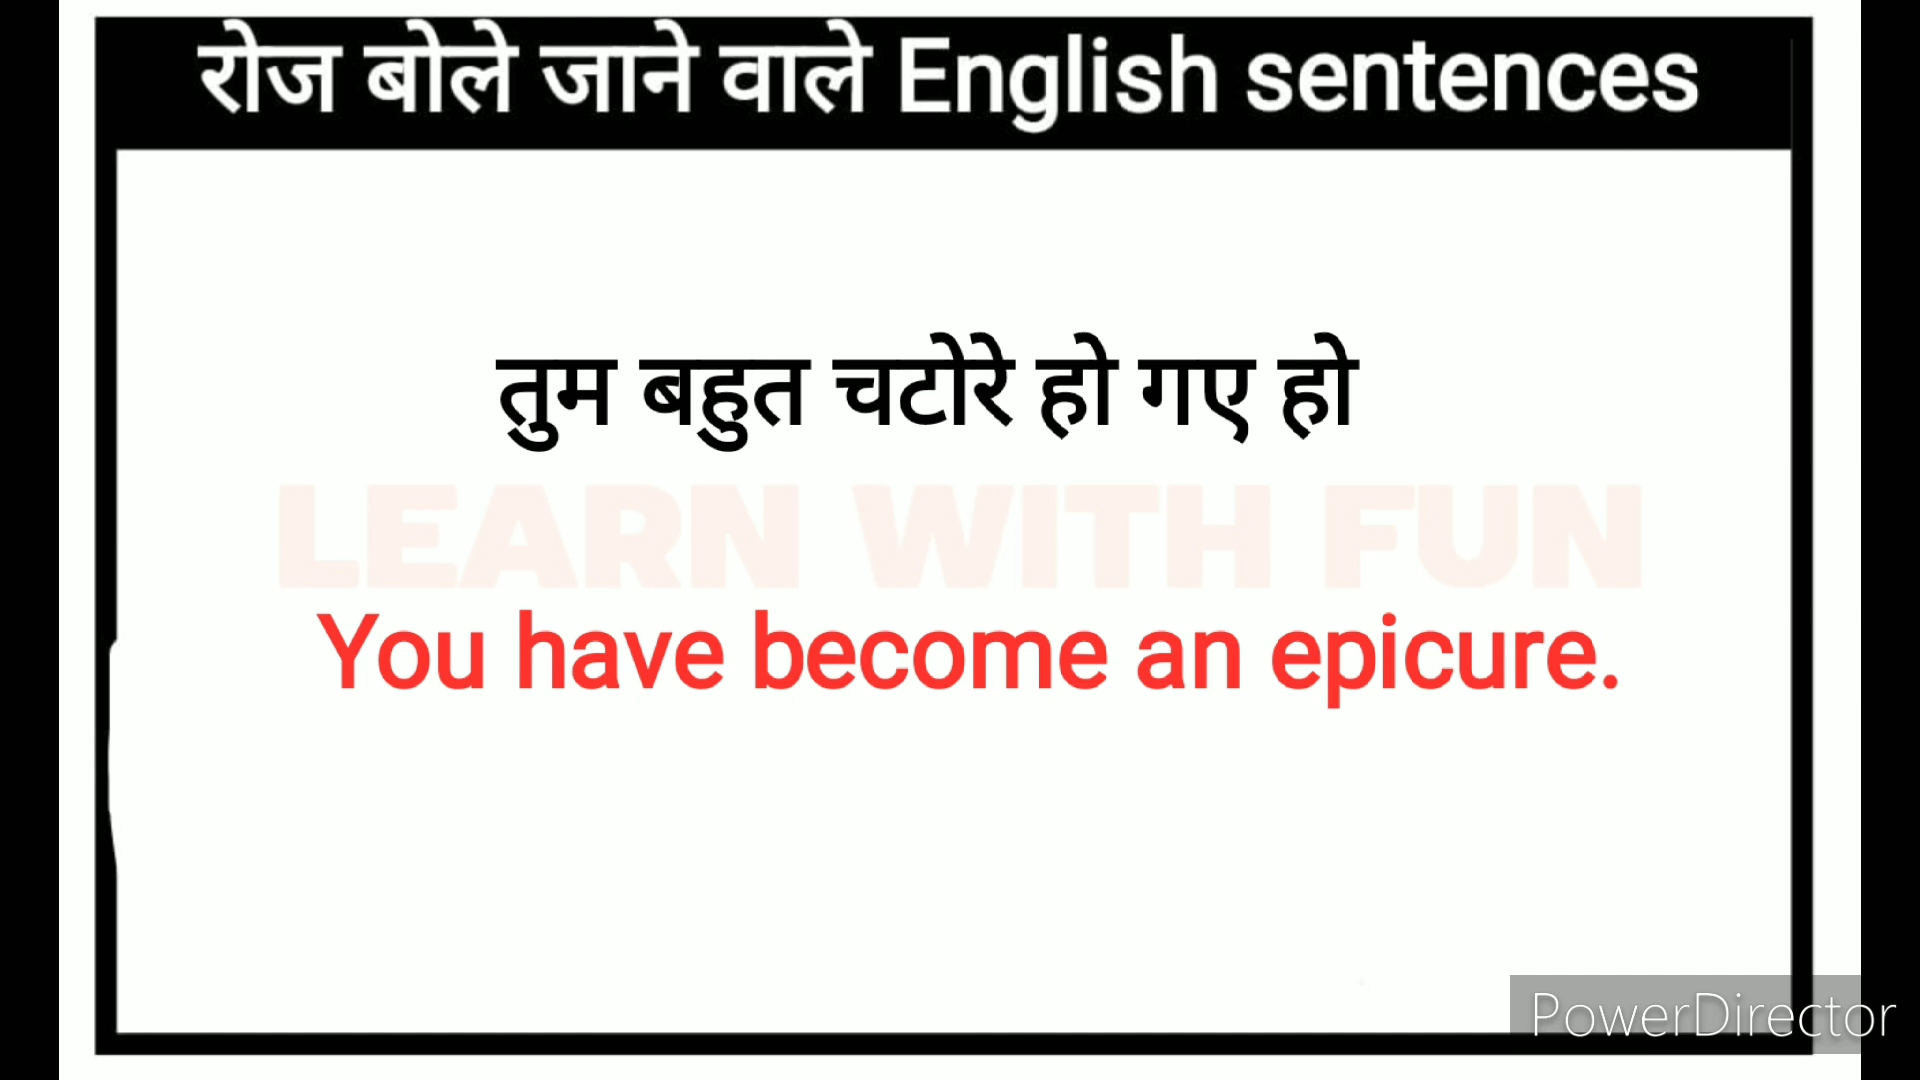 रोज बोले जाने वाले English sentences
तुम बहुत चटोरे हो गए हो
LEARN WITH FUN
You have become an epicure.
PowerDirector